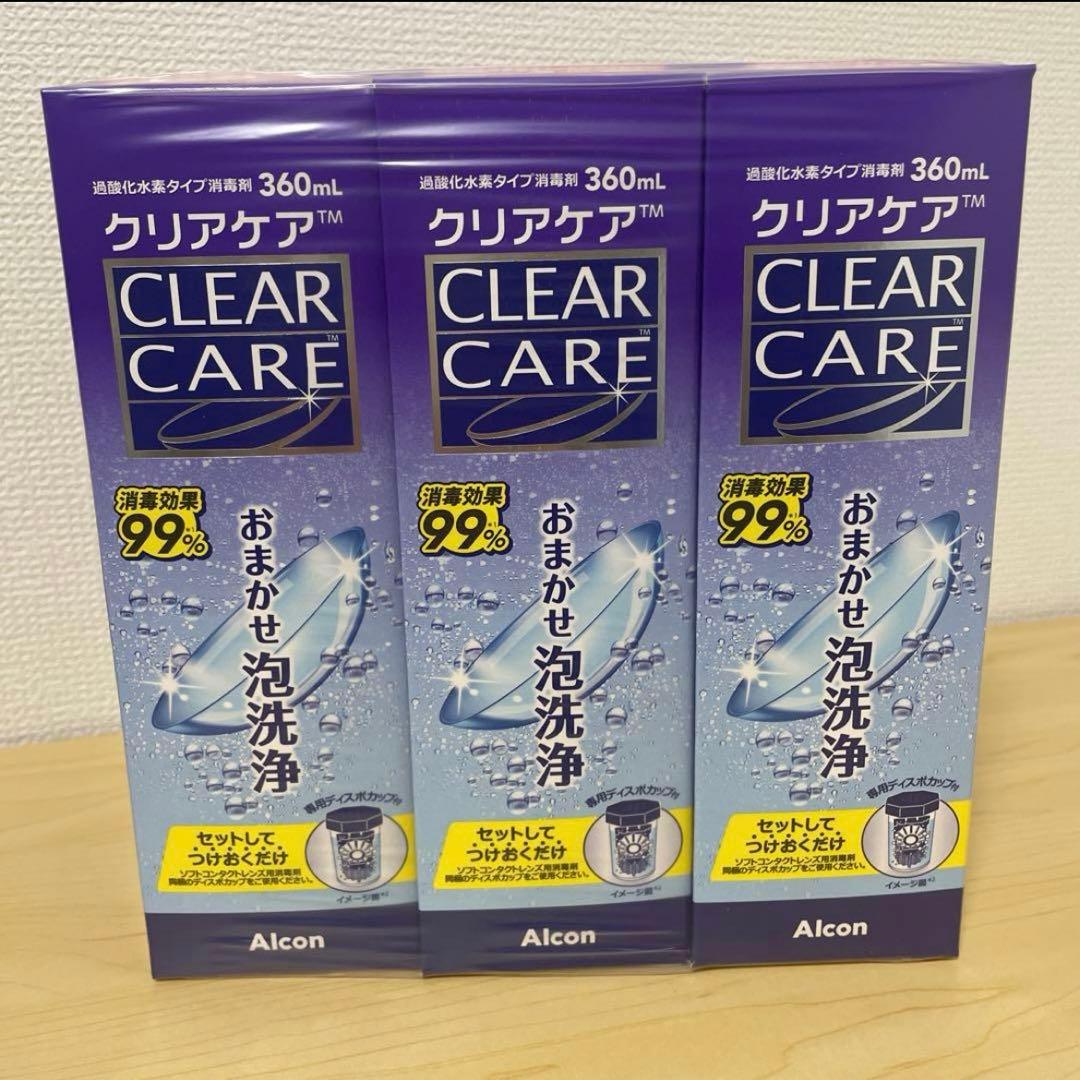 過酸化水素タイプ消毒剤 360mL
クリアケア™
CLEAR
CARE™
消毒効果
99%
おまかせ
泡洗浄
専用ディスポカップ付
セットして
つけおくだけ
ソフトコンタクトレンズ用消毒剤
同梱のディスポカップをご使用ください。
イメージ図*2
Alcon
過酸化水素タイプ消毒剤 360mL
クリアケア™
CLEAR
CARE™
消毒効果
99%
おまかせ
泡洗浄
専用ディスポカップ付
セットして
つけおくだけ
ソフトコンタクトレンズ用消毒剤
同梱のディスポカップをご使用ください。
イメージ図*2
Alcon
過酸化水素タイプ消毒剤 360mL
クリアケア™
CLEAR
CARE™
消毒効果
99%
おまかせ
泡洗浄
専用ディスポカップ付
セットして
つけおくだけ
ソフトコンタクトレンズ用消毒剤
同梱のディスポカップをご使用ください。
イメージ図*2
Alcon